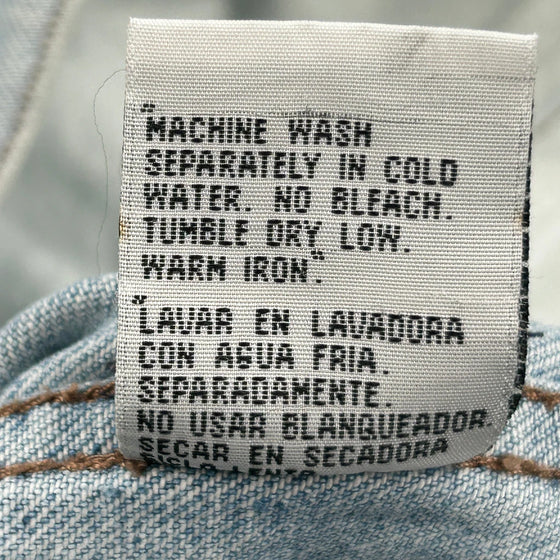 "MACHINE WASH
SEPARATELY IN COLD
WATER. NO BLEACH.
TUMBLE DRY LOW.
WARM IRON."
"LAVAR EN LAVADORA
CON AGUA FRIA.
SEPARADAMENTE.
NO USAR BLANQUEADOR.
SECAR EN SECADORA